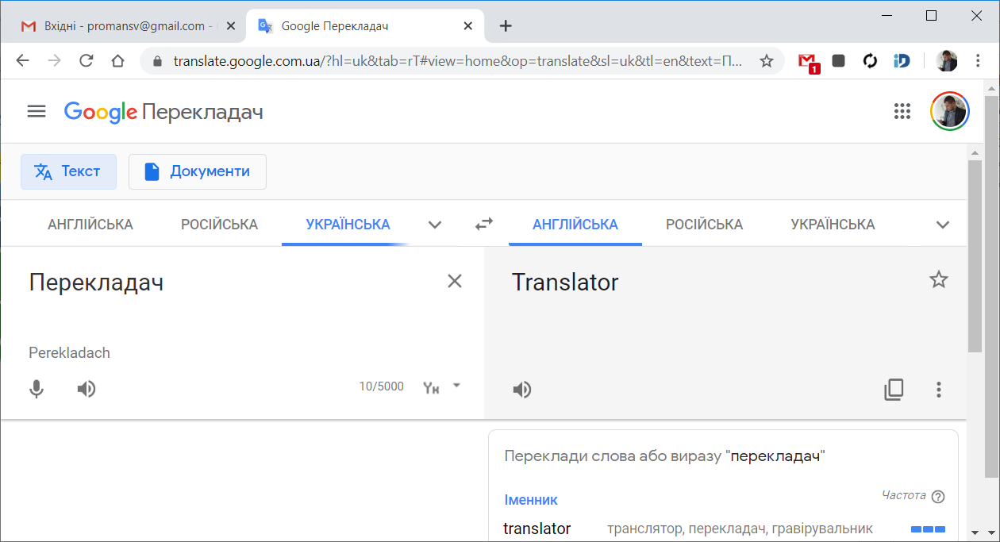 Вхідні - promansv@gmail.com -
Google Перекладач
translate.google.com.ua/?hl=uk&tab=rT#view=home&op=translate&sl=uk&tl=en&text=П...
1
Google Перекладач
Текст Документи
АНГЛІЙСЬКА РОСІЙСЬКА УКРАЇНСЬКА АНГЛІЙСЬКА РОСІЙСЬКА УКРАЇНСЬКА
Перекладач
Translator
Perekladach
10/5000 Ук
Переклади слова або виразу "перекладач"
Іменник Частота
translator транслятор, перекладач, гравірувальник